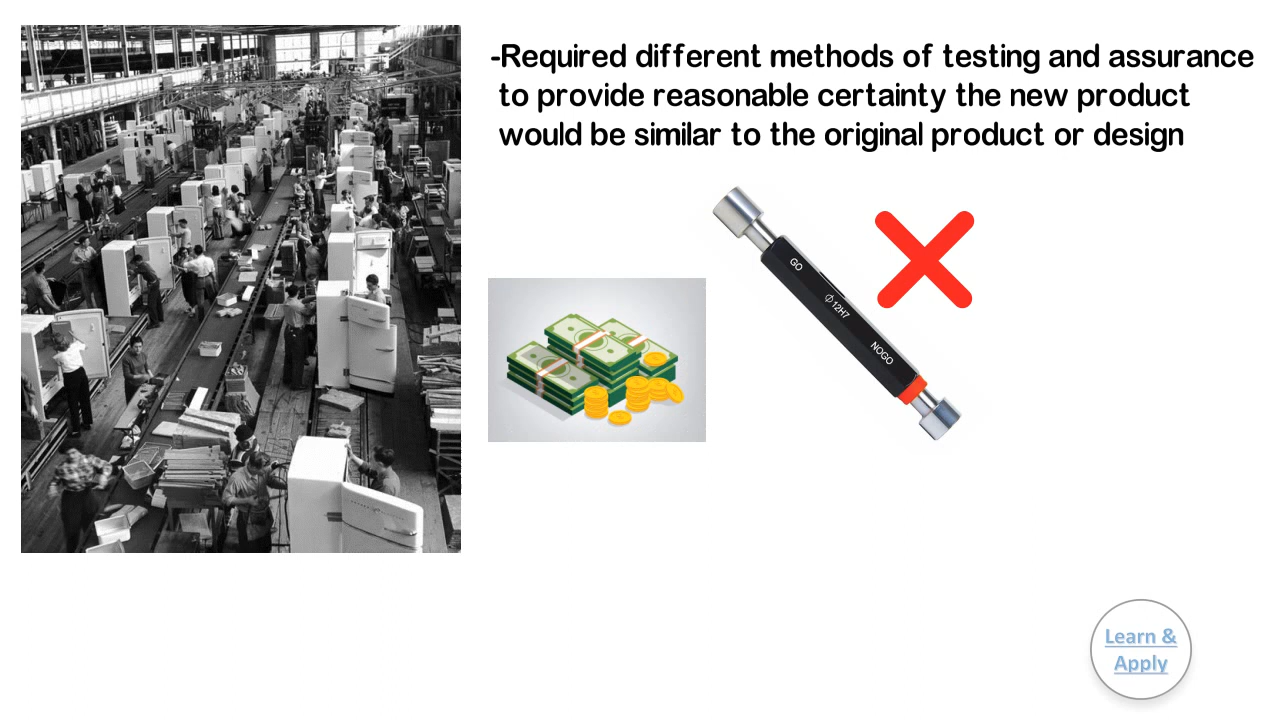 -Required different methods of testing and assurance
to provide reasonable certainty the new product
would be similar to the original product or design
GO
Φ12H7
NOGO
Learn &
Apply